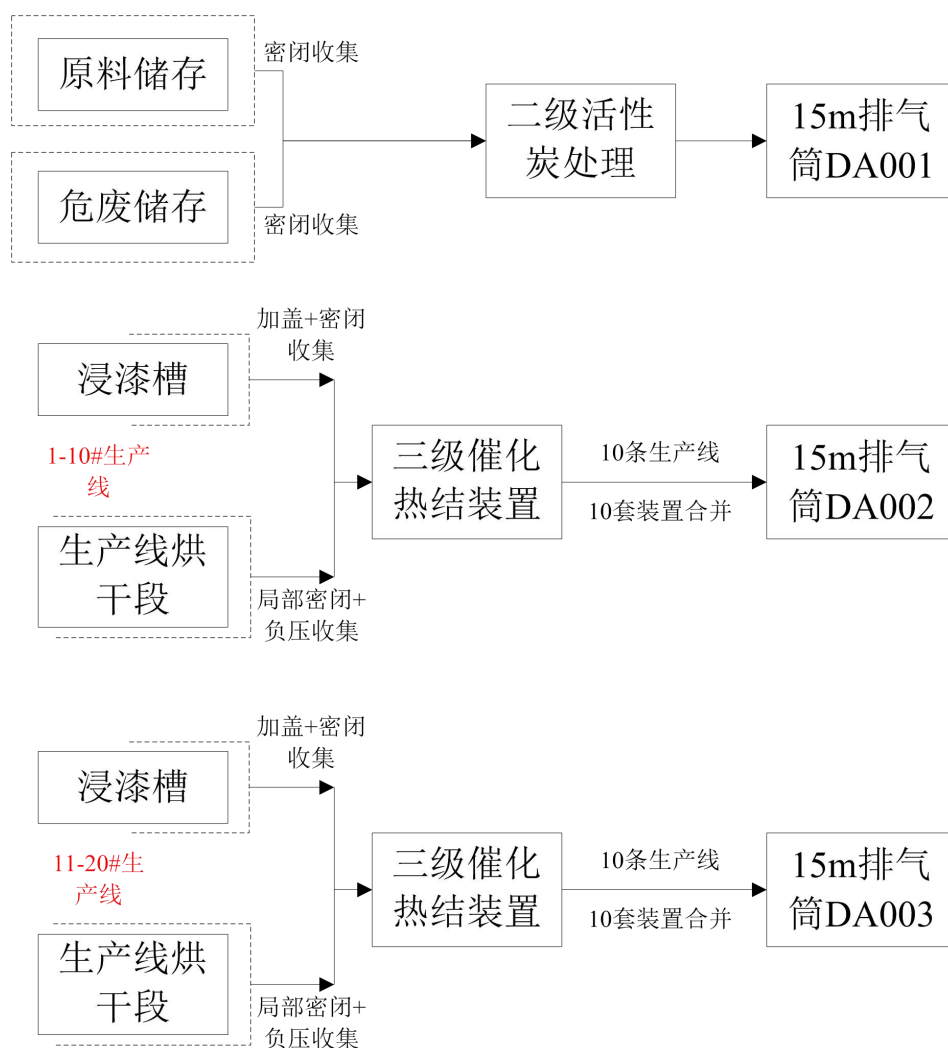 原料储存
密闭收集
危废储存
密闭收集
二级活性
炭处理
15m排气
筒DA001
加盖+密闭
收集
浸漆槽
1-10#生产
线
生产线烘
干段
局部密闭+
负压收集
三级催化
热结装置
10条生产线
10套装置合并
15m排气
筒DA002
加盖+密闭
收集
浸漆槽
11-20#生
产线
生产线烘
干段
局部密闭+
负压收集
三级催化
热结装置
10条生产线
10套装置合并
15m排气
筒DA003